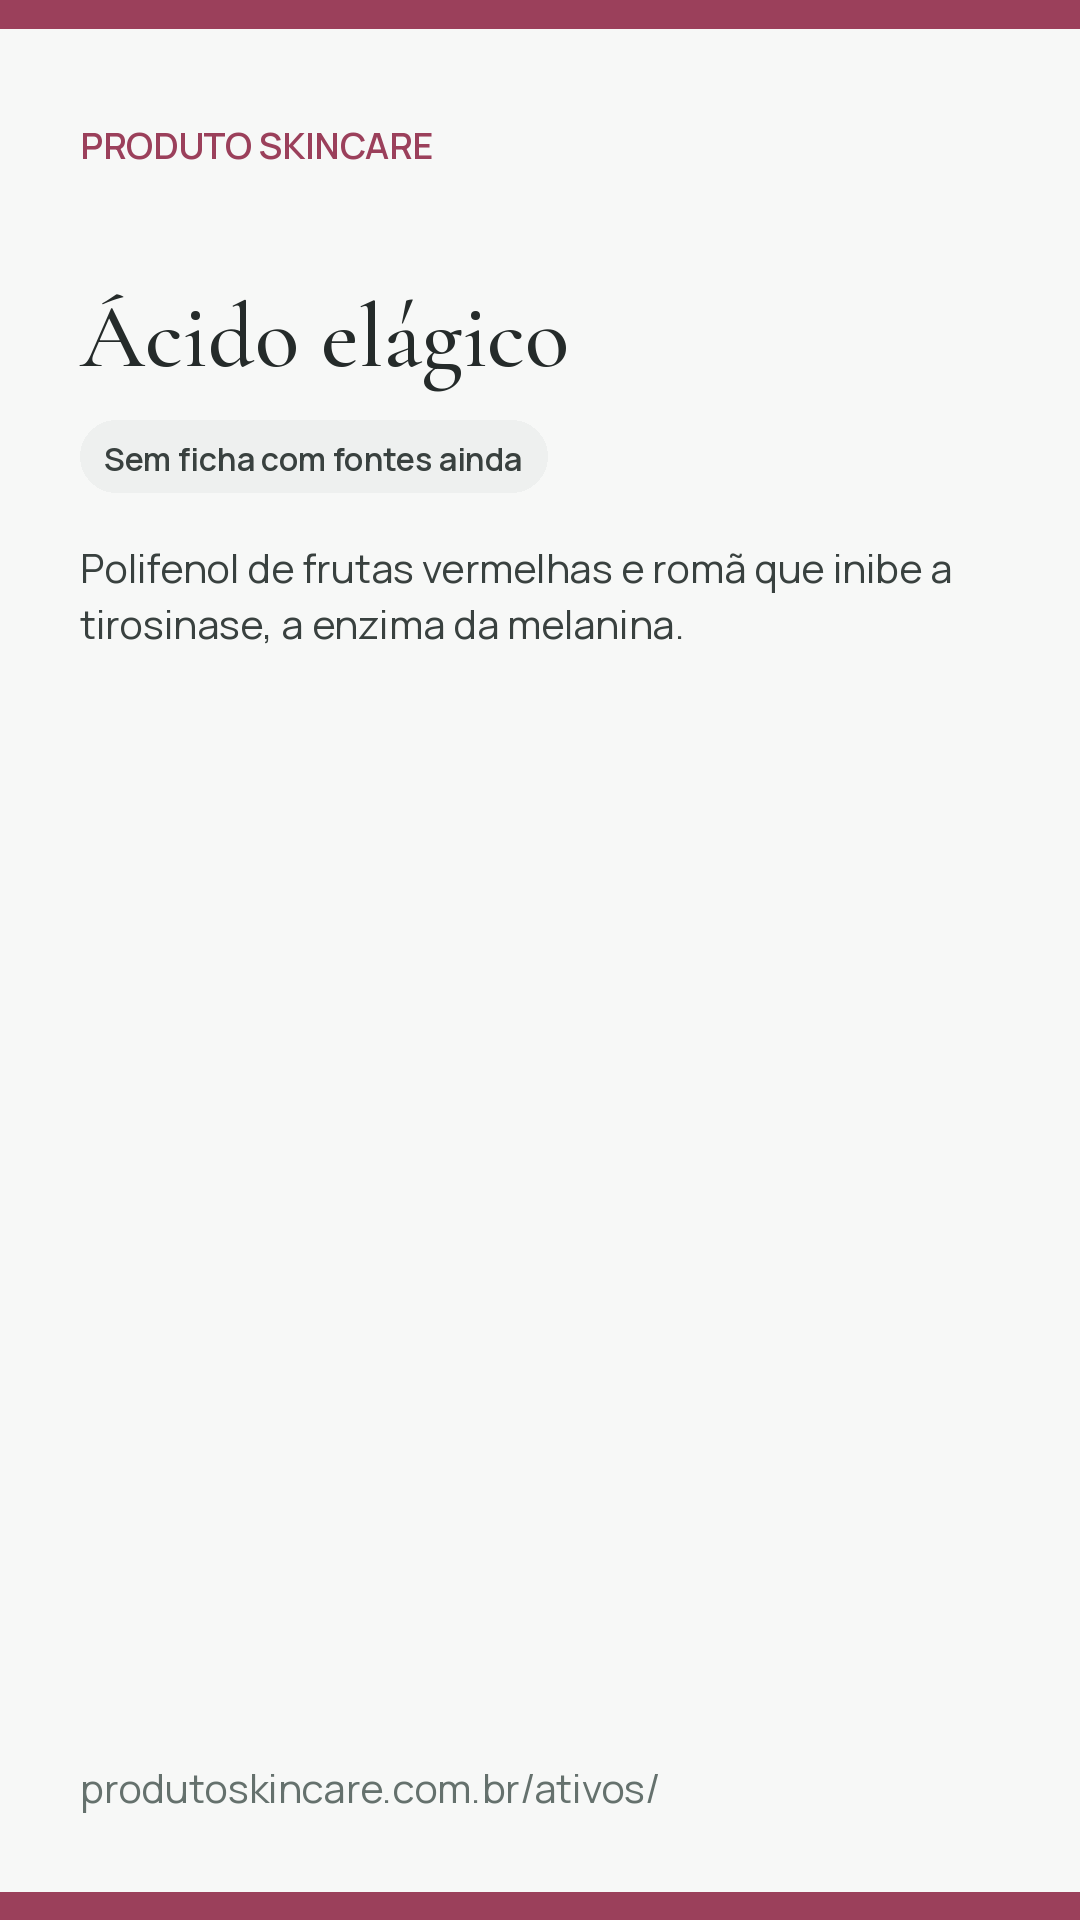 PRODUTO SKINCARE
Ácido elágico
Sem ficha com fontes ainda
Polifenol de frutas vermelhas e romã que inibe a
tirosinase, a enzima da melanina.
produtoskincare.com.br/ativos/